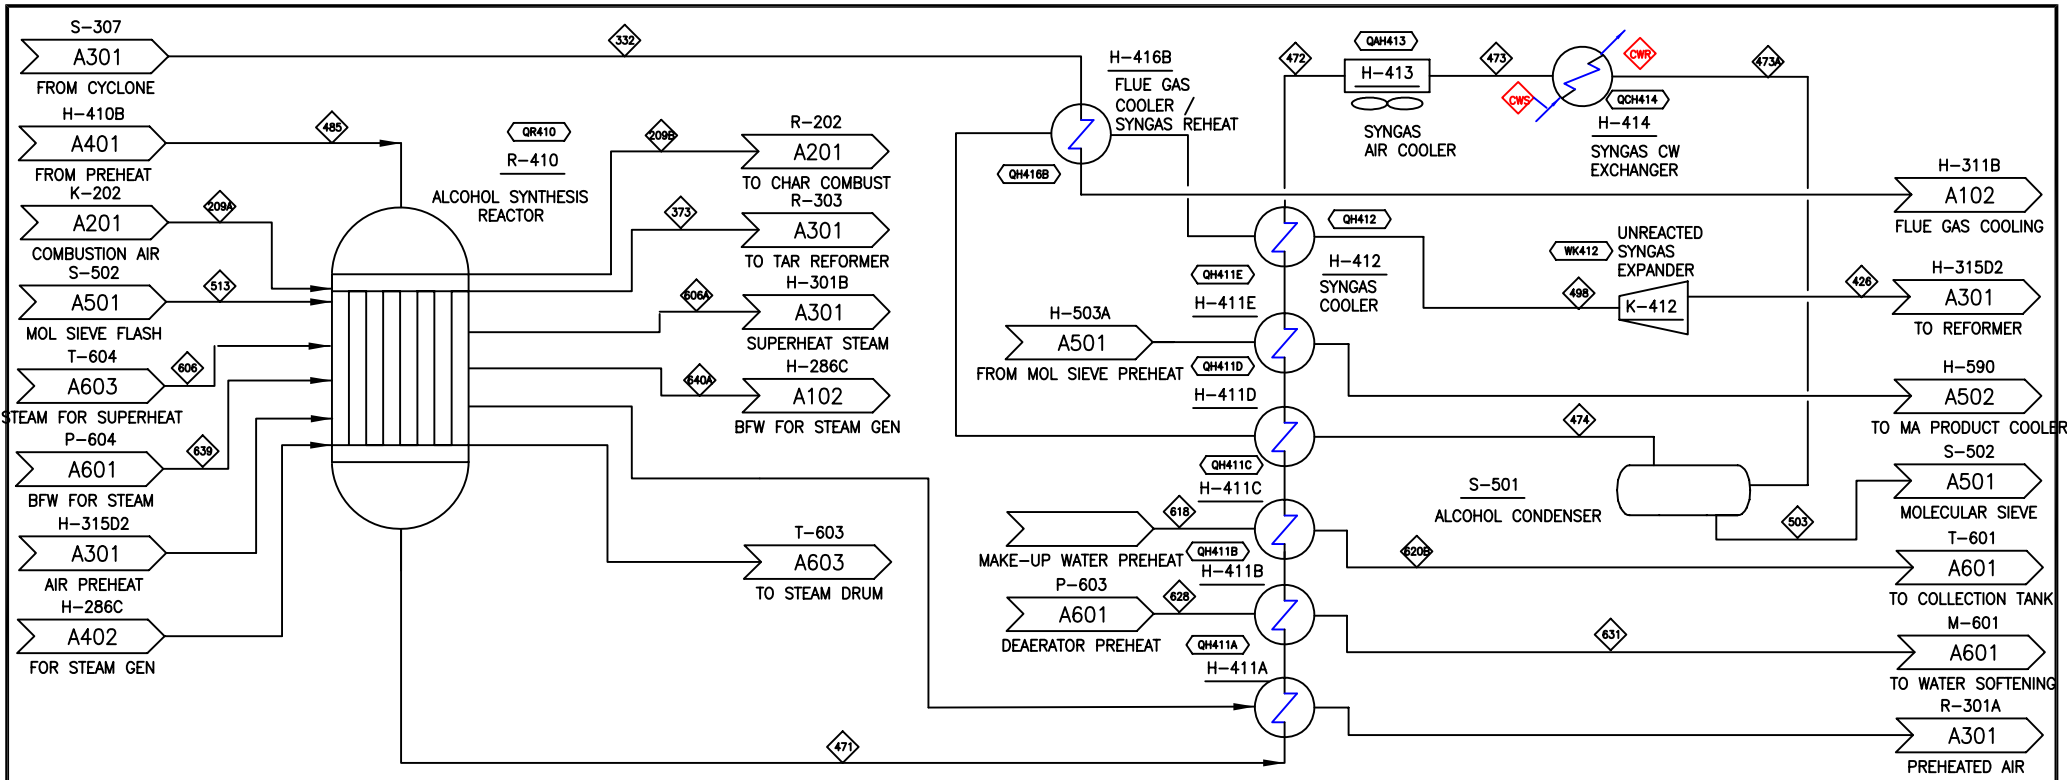 S-307
A301
FROM CYCLONE
H-410B
A401
FROM PREHEAT
K-202
A201
COMBUSTION AIR
S-502
A501
MOL SIEVE FLASH
T-604
A603
STEAM FOR SUPERHEAT
P-604
A601
BFW FOR STEAM
H-315D2
A301
AIR PREHEAT
H-286C
A402
FOR STEAM GEN
332
485
209A
513
606
639
QR410
R-410
ALCOHOL SYNTHESIS
REACTOR
209B
373
606A
640A
471
R-202
A201
TO CHAR COMBUST
R-303
A301
TO TAR REFORMER
H-301B
A301
SUPERHEAT STEAM
H-286C
A102
BFW FOR STEAM GEN
T-603
A603
TO STEAM DRUM
H-416B
FLUE GAS
COOLER /
SYNGAS REHEAT
QH416B
472
QAH413
H-413
SYNGAS
AIR COOLER
473
CWS
CWR
QCH414
H-414
SYNGAS CW
EXCHANGER
473A
QH412
H-412
SYNGAS
COOLER
WK412
UNREACTED
SYNGAS
EXPANDER
498
K-412
426
QH411E
H-411E
H-503A
A501
FROM MOL SIEVE PREHEAT
QH411D
H-411D
474
QH411C
H-411C
S-501
ALCOHOL CONDENSER
503
618
MAKE-UP WATER PREHEAT
QH411B
H-411B
620B
P-603
A601
DEAERATOR PREHEAT
628
QH411A
H-411A
631
H-311B
A102
FLUE GAS COOLING
H-315D2
A301
TO REFORMER
H-590
A502
TO MA PRODUCT COOLER
S-502
A501
MOLECULAR SIEVE
T-601
A601
TO COLLECTION TANK
M-601
A601
TO WATER SOFTENING
R-301A
A301
PREHEATED AIR